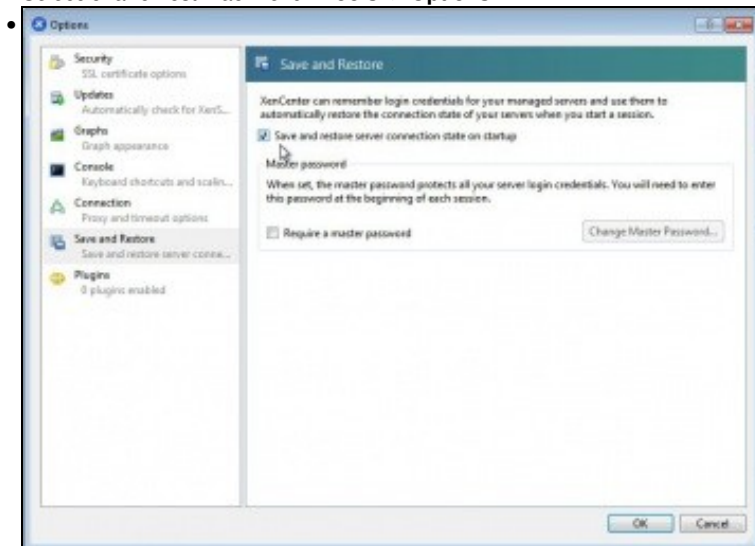 Options
Security
SSL certificate options
Updates
Automatically check for XenS...
Graphs
Graph appearance
Console
Keyboard shortcuts and scalin...
Connection
Proxy and timeout options
Save and Restore
Save and restore server conne...
Plugins
0 plugins enabled
Save and Restore
XenCenter can remember login credentials for your managed servers and use them to
automatically restore the connection state of your servers when you start a session.
Save and restore server connection state on startup
Master password
When set, the master password protects all your server login credentials. You will need to enter
this password at the beginning of each session.
Require a master password
Change Master Password...
OK
Cancel